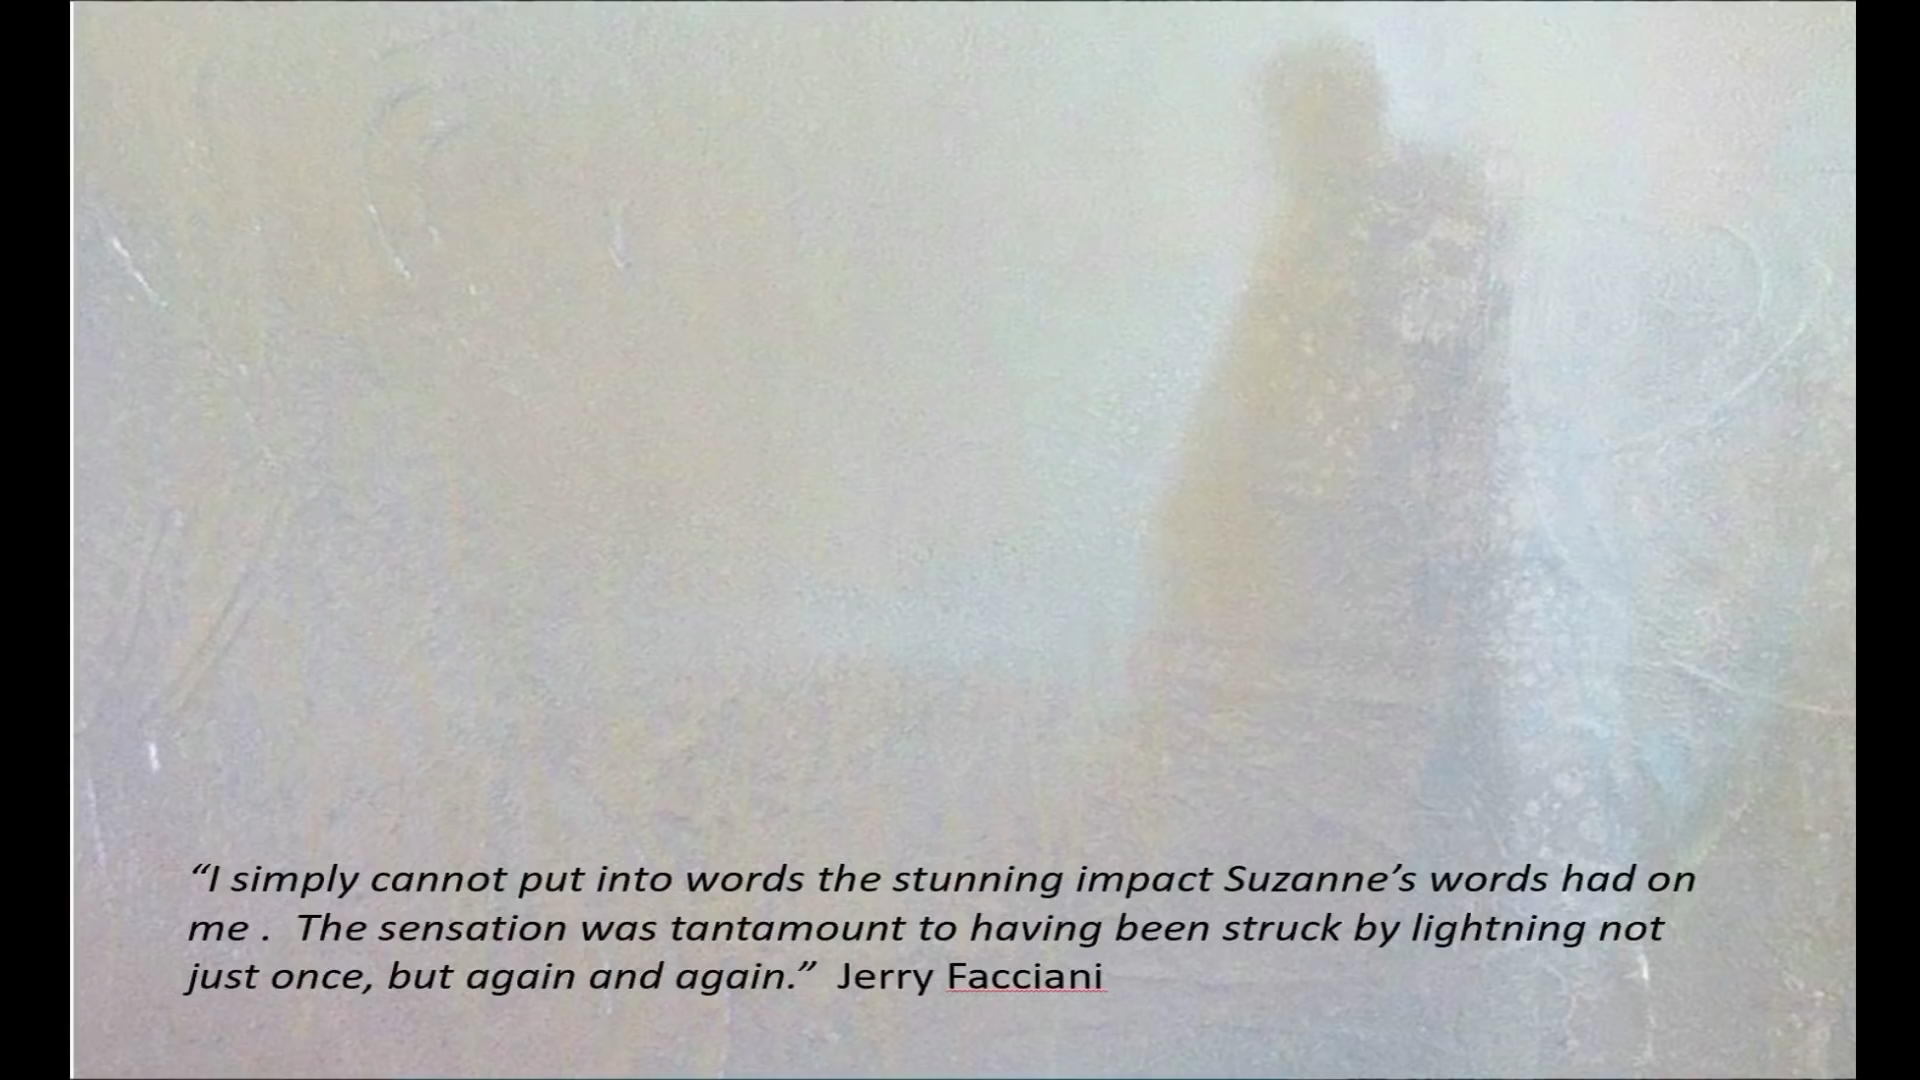 “I simply cannot put into words the stunning impact Suzanne’s words had on
me .  The sensation was tantamount to having been struck by lightning not
just once, but again and again.”  Jerry Facciani